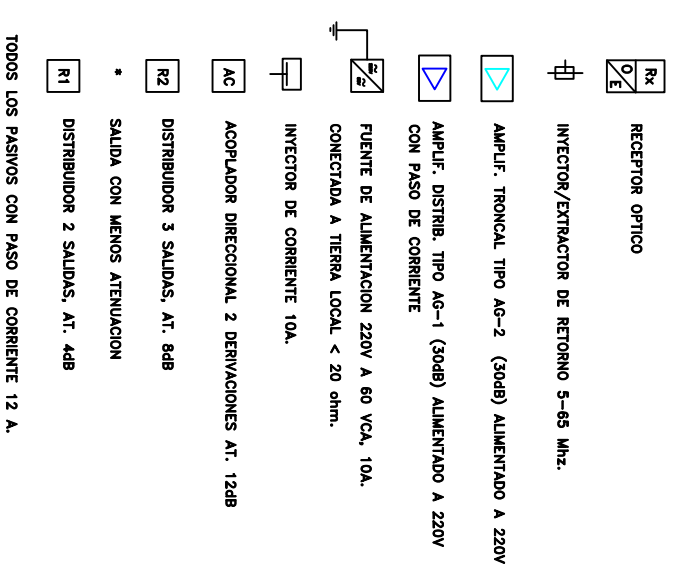 Rx
O
E
RECEPTOR OPTICO
INYECTOR/EXTRACTOR DE RETORNO 5-65 Mhz.
AMPLIF. TRONCAL TIPO AG-2 (30dB) ALIMENTADO A 220V
AMPLIF. DISTRIB. TIPO AG-1 (30dB) ALIMENTADO A 220V
CON PASO DE CORRIENTE
FUENTE DE ALIMENTACION 220V A 60 VCA, 10A.
CONECTADA A TIERRA LOCAL < 20 ohm.
INYECTOR DE CORRIENTE 10A.
AC ACOPLADOR DIRECCIONAL 2 DERIVACIONES AT. 12dB
R2 DISTRIBUIDOR 3 SALIDAS, AT. 8dB
* SALIDA CON MENOS ATENUACION
R1 DISTRIBUIDOR 2 SALIDAS, AT. 4dB
TODOS LOS PASIVOS CON PASO DE CORRIENTE 12 A.